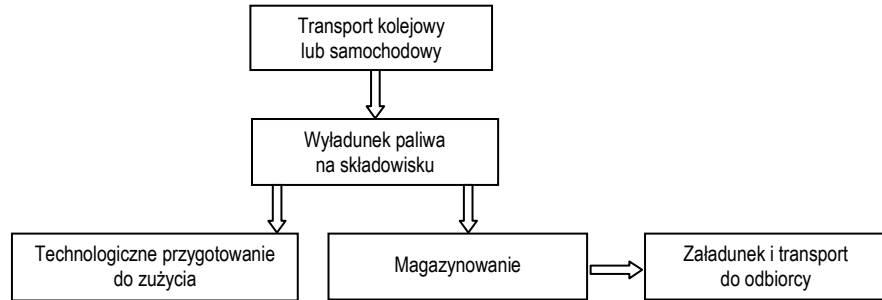 Transport kolejowy
lub samochodowy
Wyładunek paliwa
na składowisku
Technologiczne przygotowanie
do zużycia
Magazynowanie
Załadunek i transport
do odbiorcy